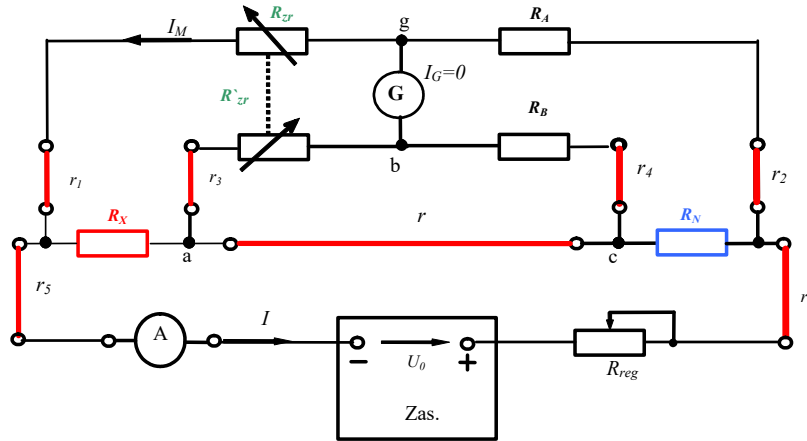 R_zr g R_A
I_M
I_G=0
G
R`_zr R_B
b
r_1 r_3 r_4 r_2
R_X r R_N
a c
r_5 r
A I U_0 R_reg
- +
Zas.